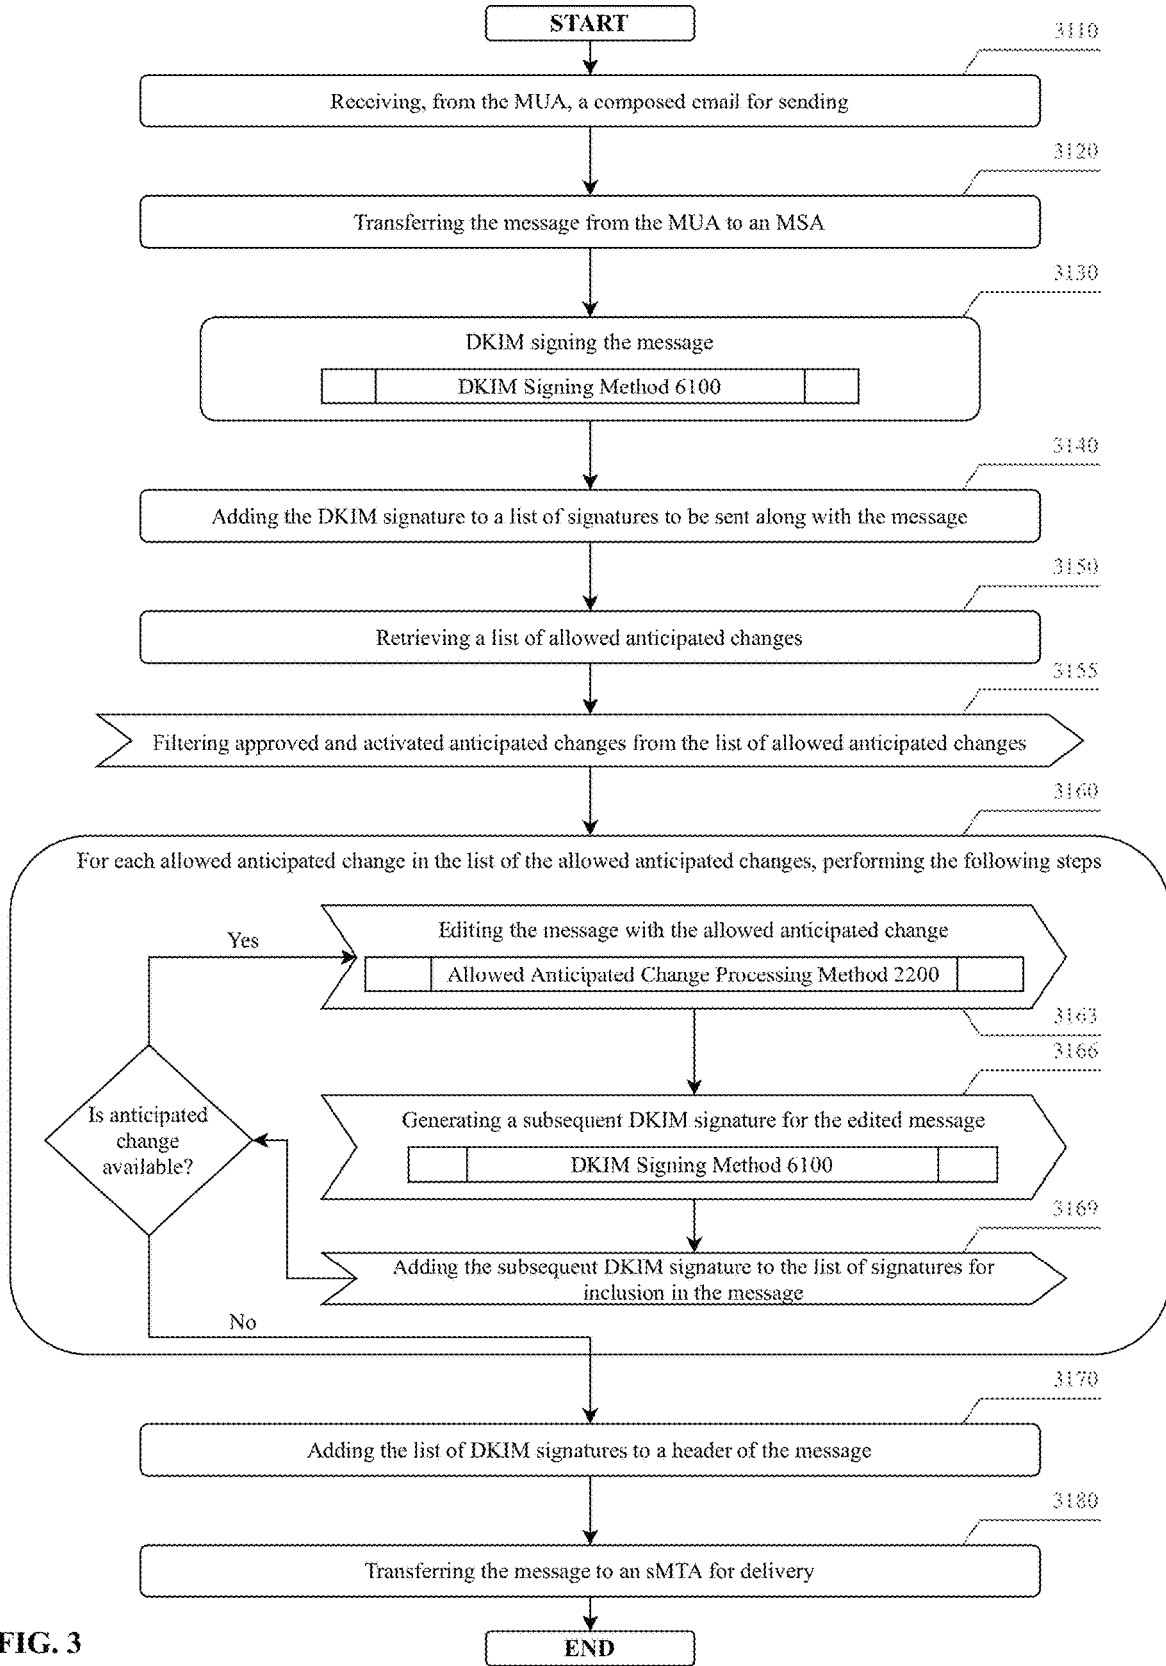 START
3110
Receiving, from the MUA, a composed email for sending
3120
Transferring the message from the MUA to an MSA
3130
DKIM signing the message
DKIM Signing Method 6100
3140
Adding the DKIM signature to a list of signatures to be sent along with the message
3150
Retrieving a list of allowed anticipated changes
3155
Filtering approved and activated anticipated changes from the list of allowed anticipated changes
3160
For each allowed anticipated change in the list of the allowed anticipated changes, performing the following steps
Editing the message with the allowed anticipated change
Yes
Allowed Anticipated Change Processing Method 2200
3163
3166
Is anticipated
change
available?
Generating a subsequent DKIM signature for the edited message
DKIM Signing Method 6100
3169
Adding the subsequent DKIM signature to the list of signatures for
inclusion in the message
No
3170
Adding the list of DKIM signatures to a header of the message
3180
Transferring the message to an sMTA for delivery
END
FIG. 3